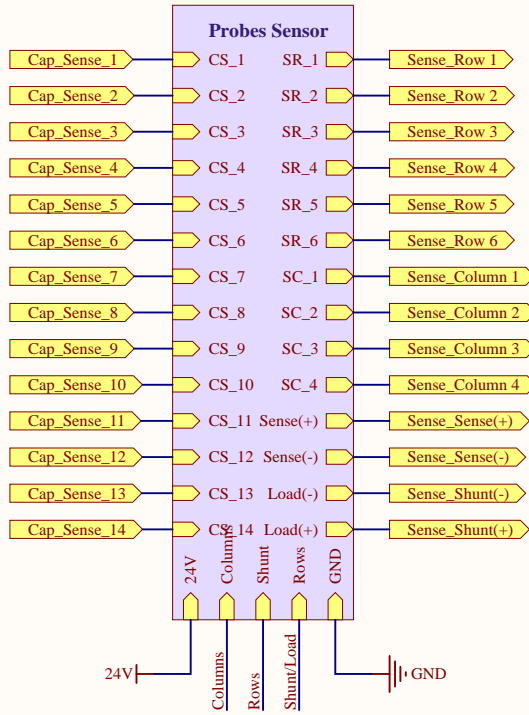 Probes Sensor
Cap_Sense_1 CS_1 SR_1 Sense_Row 1
Cap_Sense_2 CS_2 SR_2 Sense_Row 2
Cap_Sense_3 CS_3 SR_3 Sense_Row 3
Cap_Sense_4 CS_4 SR_4 Sense_Row 4
Cap_Sense_5 CS_5 SR_5 Sense_Row 5
Cap_Sense_6 CS_6 SR_6 Sense_Row 6
Cap_Sense_7 CS_7 SC_1 Sense_Column 1
Cap_Sense_8 CS_8 SC_2 Sense_Column 2
Cap_Sense_9 CS_9 SC_3 Sense_Column 3
Cap_Sense_10 CS_10 SC_4 Sense_Column 4
Cap_Sense_11 CS_11 Sense(+) Sense_Sense(+)
Cap_Sense_12 CS_12 Sense(-) Sense_Sense(-)
Cap_Sense_13 CS_13 Load(-) Sense_Shunt(-)
Cap_Sense_14 CS_14 Load(+) Sense_Shunt(+)
24V Columns Shunt Rows GND
24V Columns Rows Shunt/Load GND